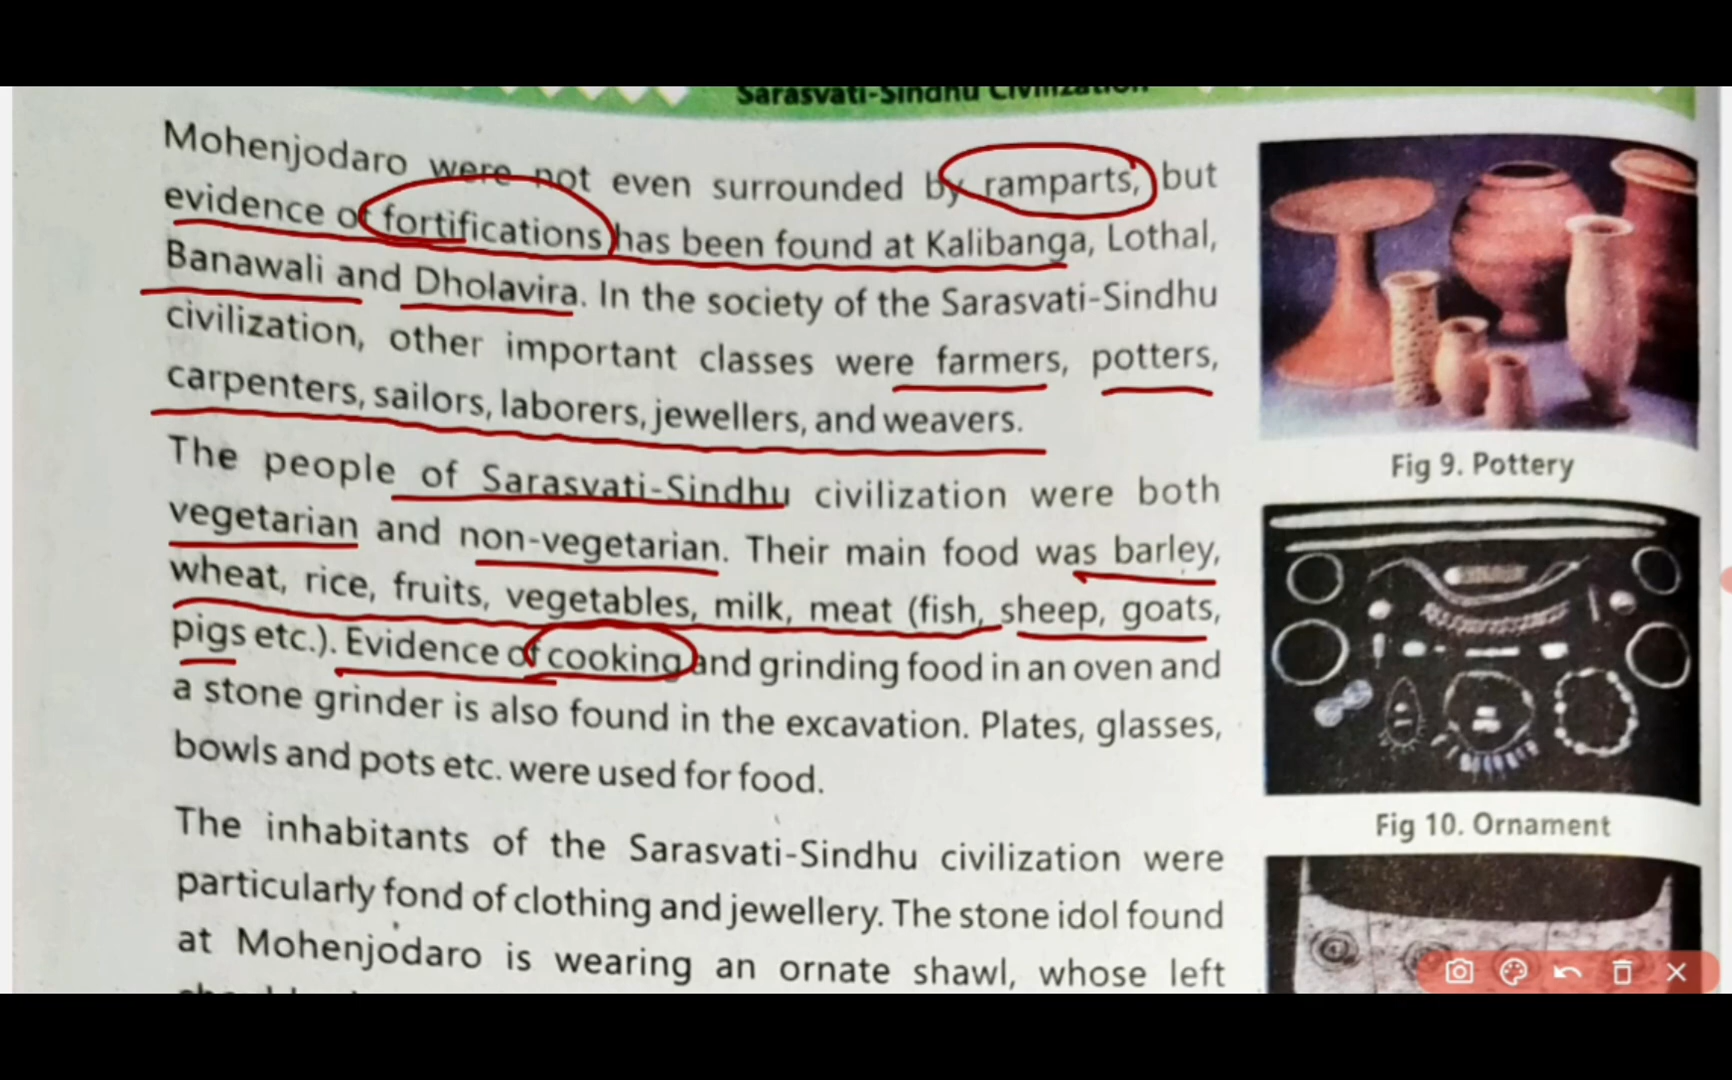 Sarasvati-Sindhu Civilization
Mohenjodaro were not even surrounded by ramparts, but
evidence of fortifications has been found at Kalibanga, Lothal,
Banawali and Dholavira. In the society of the Sarasvati-Sindhu
civilization, other important classes were farmers, potters,
carpenters, sailors, laborers, jewellers, and weavers.
The people of Sarasvati-Sindhu civilization were both
vegetarian and non-vegetarian. Their main food was barley,
wheat, rice, fruits, vegetables, milk, meat (fish, sheep, goats,
pigs etc.). Evidence of cooking and grinding food in an oven and
a stone grinder is also found in the excavation. Plates, glasses,
bowls and pots etc. were used for food.
The inhabitants of the Sarasvati-Sindhu civilization were
particularly fond of clothing and jewellery. The stone idol found
at Mohenjodaro is wearing an ornate shawl, whose left
Fig 9. Pottery
Fig 10. Ornament